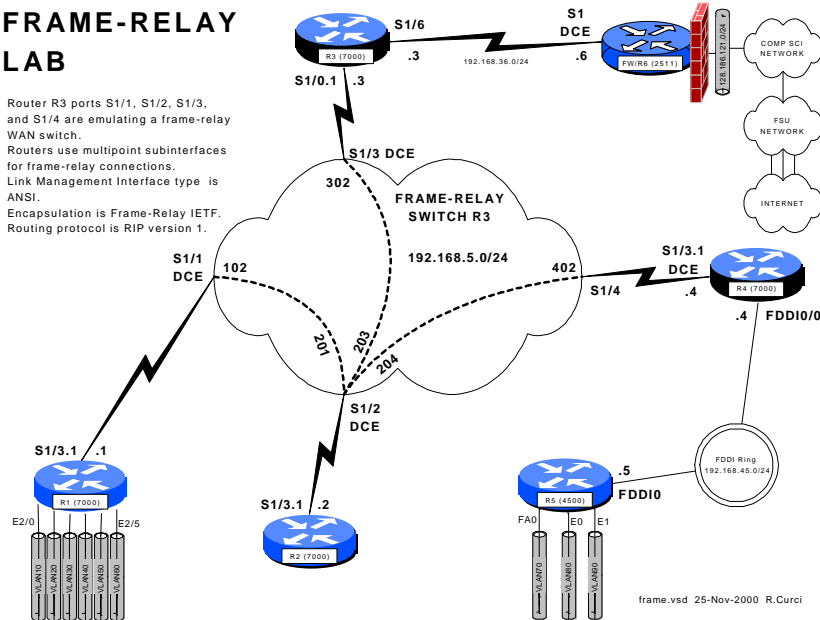 FRAME-RELAY
LAB
Router R3 ports S1/1, S1/2, S1/3,
and S1/4 are emulating a frame-relay
WAN switch.
Routers use multipoint subinterfaces
for frame-relay connections.
Link Management Interface type is
ANSI.
Encapsulation is Frame-Relay IETF.
Routing protocol is RIP version 1.
S1/6
R3 (7000)
.3
S1/0.1 .3
192.168.36.0/24
S1
DCE
.6
FW/R6 (2511)
128.186.121.0/24
COMP SCI
NETWORK
FSU
NETWORK
INTERNET
S1/3 DCE
302
FRAME-RELAY
SWITCH R3
192.168.5.0/24
S1/1
DCE
102
402
S1/4
S1/3.1
DCE
.4
R4 (7000)
.4 FDDI0/0
201
203
204
S1/2
DCE
S1/3.1 .1
R1 (7000)
E2/0
E2/5
VLAN10
VLAN20
VLAN30
VLAN40
VLAN50
VLAN60
S1/3.1 .2
R2 (7000)
FDDI Ring
192.168.45.0/24
.5
FDDI0
R5 (4500)
FA0
E0
E1
VLAN70
VLAN80
VLAN90
frame.vsd 25-Nov-2000 R.Curci